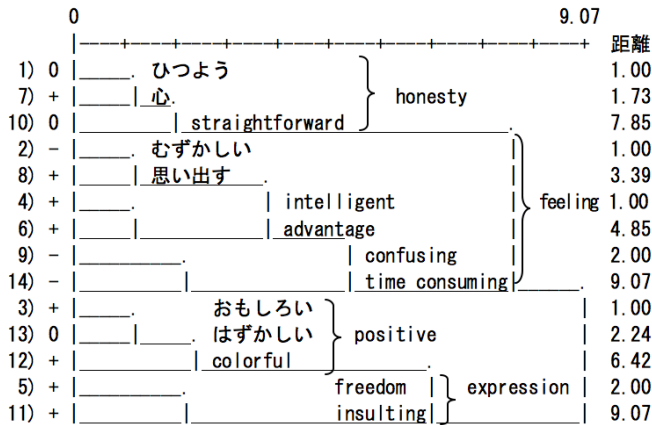 0 9.07
距離
1) 0 ひつよう 1.00
7) + 心. honesty 1.73
10) 0 straightforward 7.85
2) - むずかしい 1.00
8) + 思い出す feeling 3.39
4) + intelligent 1.00
6) + advantage 4.85
9) - confusing 2.00
14) - time consuming 9.07
3) + おもしろい 1.00
13) 0 はずかしい positive 2.24
12) + colorful 6.42
5) + freedom expression 2.00
11) + insulting 9.07